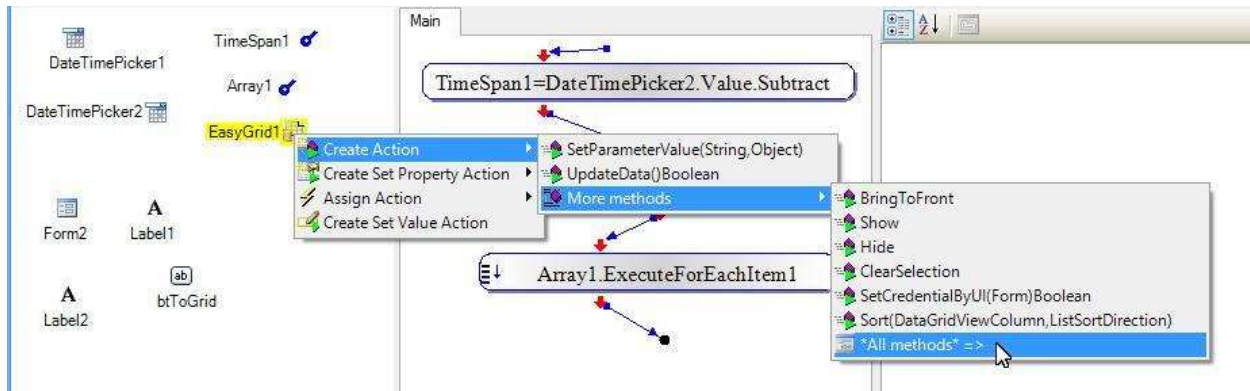 DateTimePicker1
TimeSpan1
Array1
DateTimePicker2
EasyGrid1
Form2
Label1
Label2
ab
btToGrid
A
A
Main
TimeSpan1=DateTimePicker2.Value.Subtract
Array1.ExecuteForEachItem1
Create Action
Create Set Property Action
Assign Action
Create Set Value Action
SetParameterValue(String,Object)
UpdateData()Boolean
More methods
BringToFront
Show
Hide
ClearSelection
SetCredentialByUI(Form)Boolean
Sort(DataGridViewColumn,ListSortDirection)
*All methods* =>
A
Z